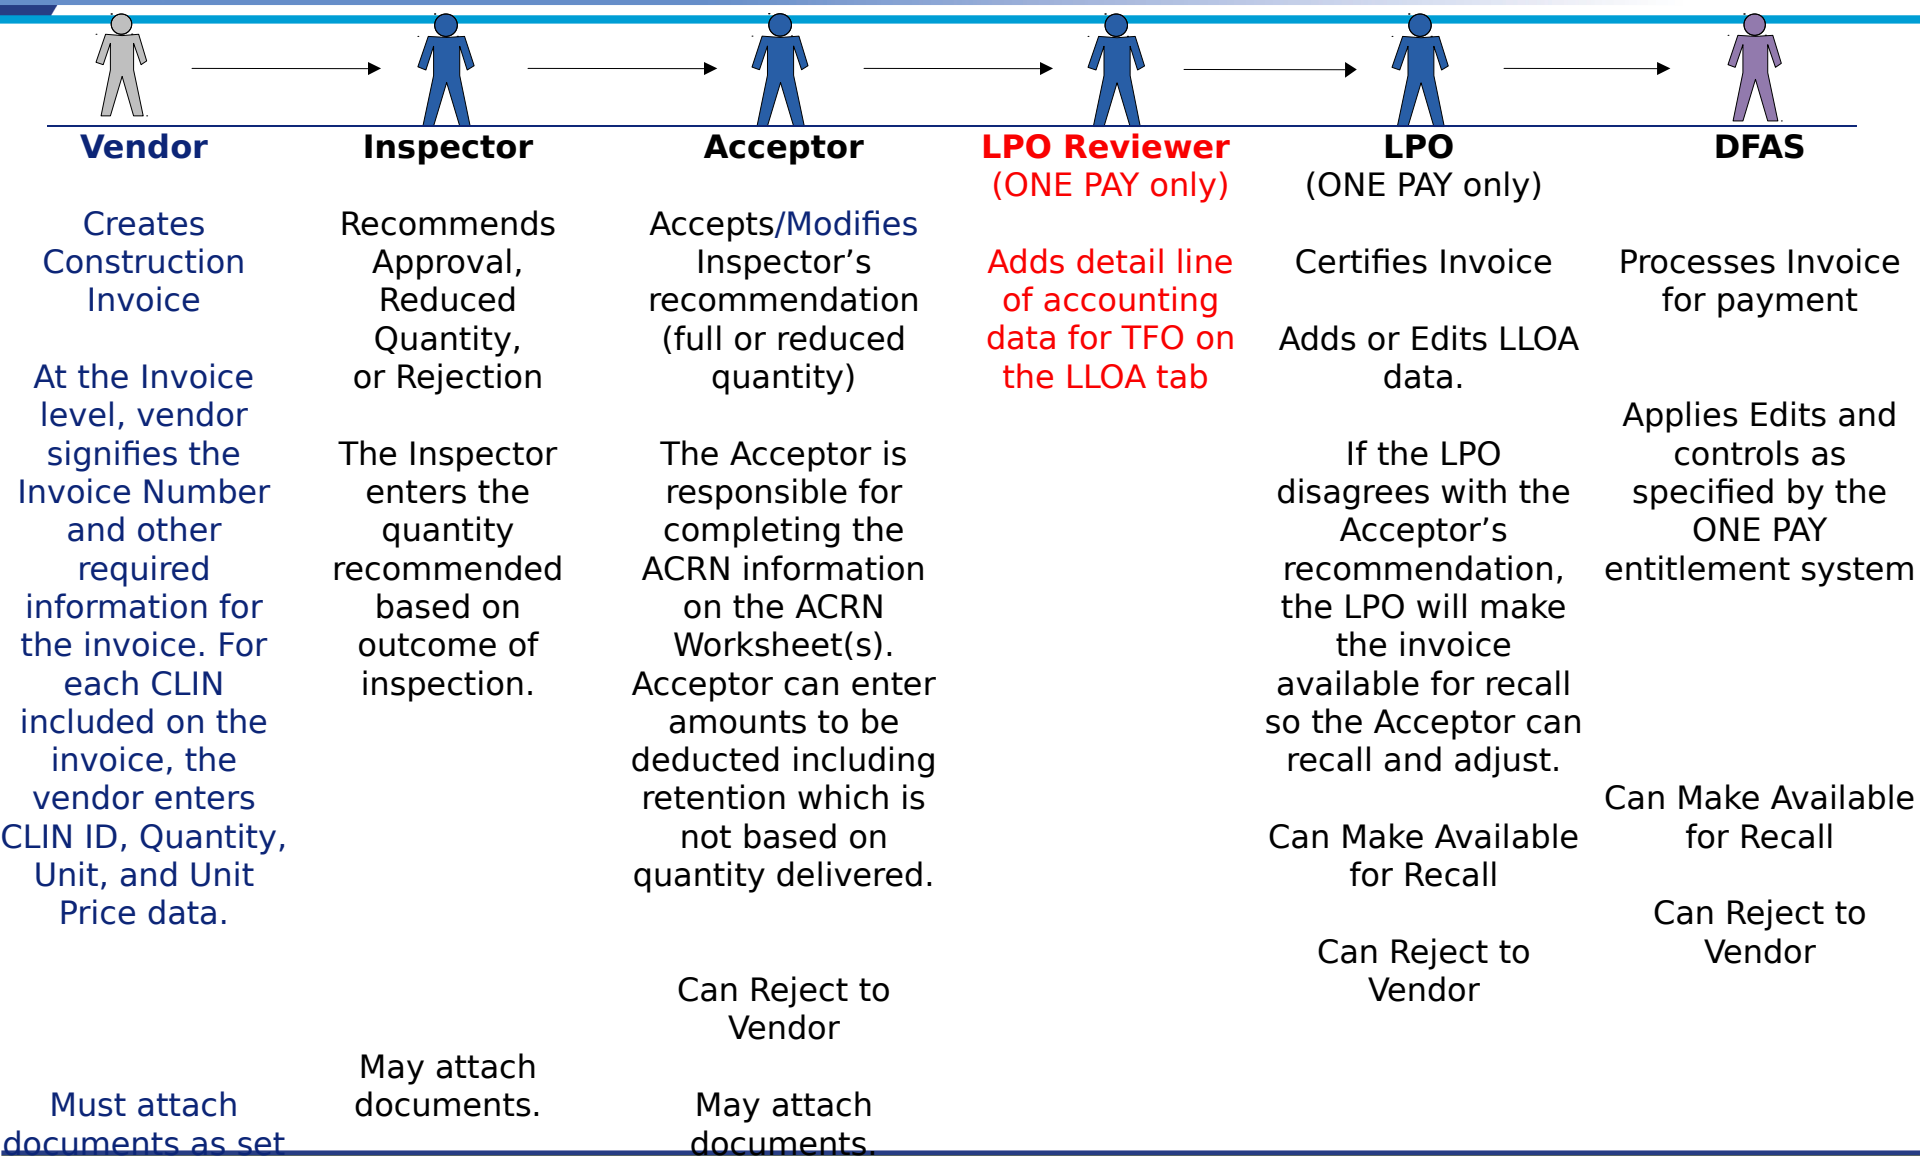 Vendor
Creates
Construction
Invoice
At the Invoice
level, vendor
signifies the
Invoice Number
and other
required
information for
the invoice. For
each CLIN
included on the
invoice, the
vendor enters
CLIN ID, Quantity,
Unit, and Unit
Price data.
Must attach
documents as set
Inspector
Recommends
Approval,
Reduced
Quantity,
or Rejection
The Inspector
enters the
quantity
recommended
based on
outcome of
inspection.
May attach
documents.
Acceptor
Accepts/Modifies
Inspector’s
recommendation
(full or reduced
quantity)
The Acceptor is
responsible for
completing the
ACRN information
on the ACRN
Worksheet(s).
Acceptor can enter
amounts to be
deducted including
retention which is
not based on
quantity delivered.
Can Reject to
Vendor
May attach
documents.
LPO Reviewer
(ONE PAY only)
Adds detail line
of accounting
data for TFO on
the LLOA tab
LPO
(ONE PAY only)
Certifies Invoice
Adds or Edits LLOA
data.
If the LPO
disagrees with the
Acceptor’s
recommendation,
the LPO will make
the invoice
available for recall
so the Acceptor can
recall and adjust.
Can Make Available
for Recall
Can Reject to
Vendor
DFAS
Processes Invoice
for payment
Applies Edits and
controls as
specified by the
ONE PAY
entitlement system
Can Make Available
for Recall
Can Reject to
Vendor